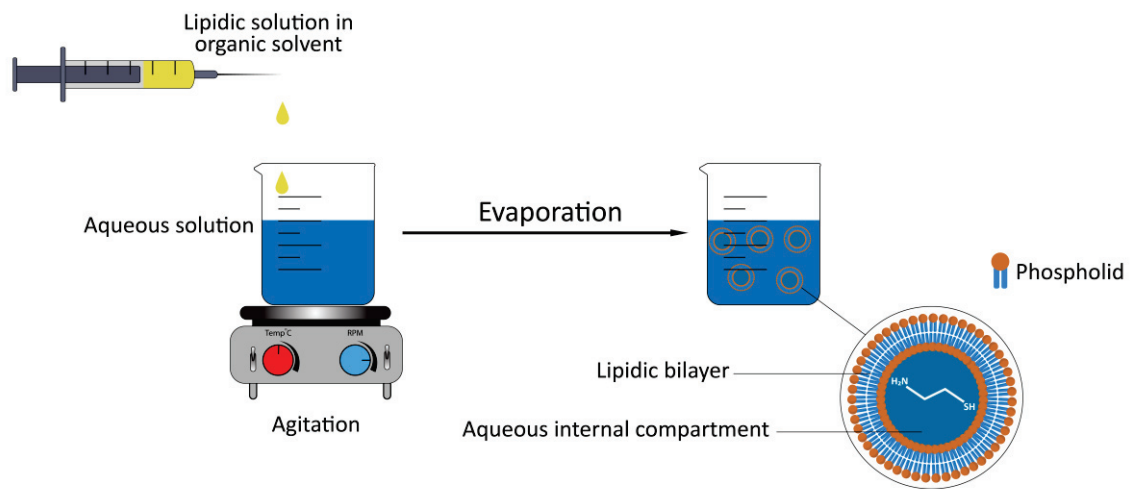 Lipidic solution in
organic solvent
Aqueous solution
Evaporation
Temp°C
RPM
Agitation
Phospholid
Lipidic bilayer
H₂N
SH
Aqueous internal compartment